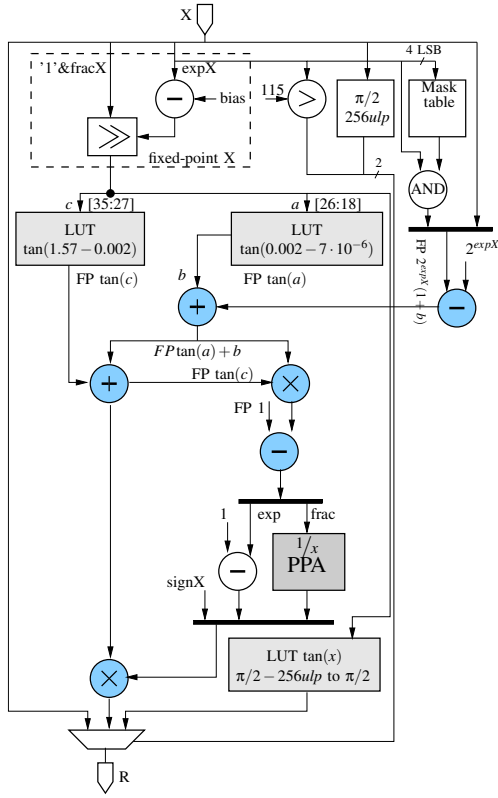 X
4 LSB
'1'&fracX
expX
bias
−
115
>
π/2
256ulp
Mask
table
≫
fixed-point X
2
AND
c [35:27]
a [26:18]
LUT
tan(1.57−0.002)
LUT
tan(0.002−7·10⁻⁶)
FP 2^expX (1+b)
2^expX
FP tan(c)
b
FP tan(a)
+
−
FP tan(a)+b
FP tan(c)
+
×
FP 1
−
exp
frac
1
1/x
PPA
−
signX
LUT tan(x)
π/2−256ulp to π/2
×
R